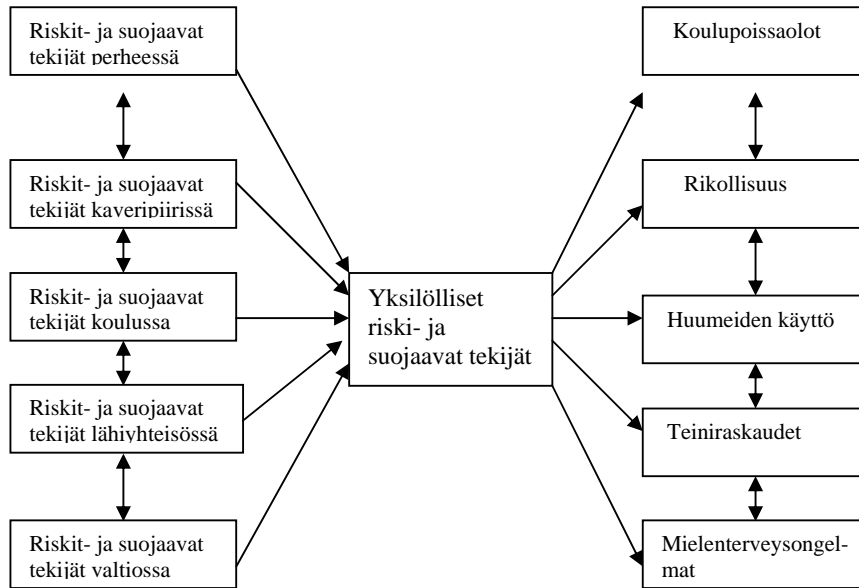 Riskit- ja suojaavat
tekijät perheessä
Riskit- ja suojaavat
tekijät kaveripiirissä
Riskit- ja suojaavat
tekijät koulussa
Riskit- ja suojaavat
tekijät lähiyhteisössä
Riskit- ja suojaavat
tekijät valtiossa
Yksilölliset
riski- ja
suojaavat tekijät
Koulupoissaolot
Rikollisuus
Huumeiden käyttö
Teiniraskaudet
Mielenterveysongel-
mat